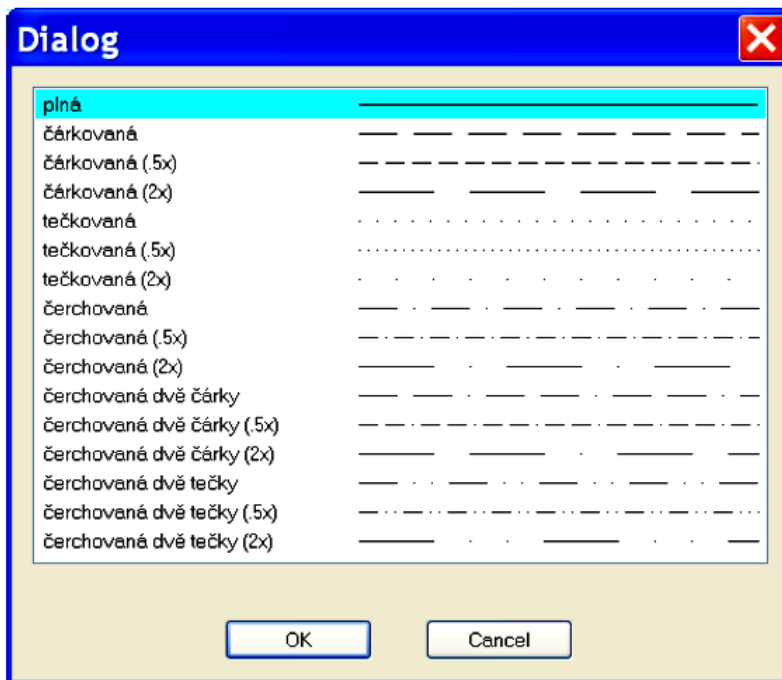 Dialog
plná
čárkovaná
čárkovaná (.5x)
čárkovaná (2x)
tečkovaná
tečkovaná (.5x)
tečkovaná (2x)
čerchovaná
čerchovaná (.5x)
čerchovaná (2x)
čerchovaná dvě čárky
čerchovaná dvě čárky (.5x)
čerchovaná dvě čárky (2x)
čerchovaná dvě tečky
čerchovaná dvě tečky (.5x)
čerchovaná dvě tečky (2x)
OK Cancel